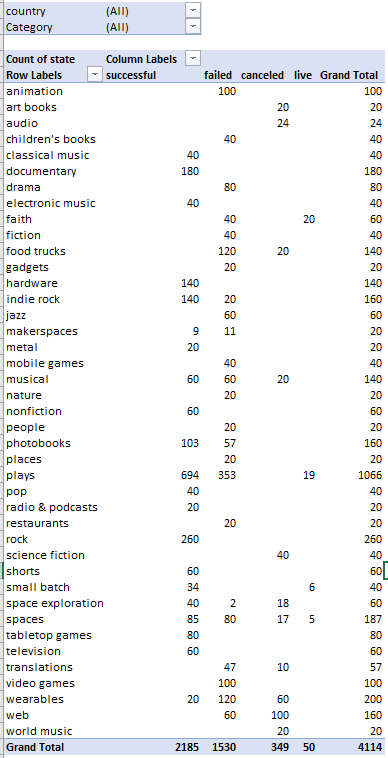 country (All)
Category (All)
Count of state Column Labels
Row Labels successful failed canceled live Grand Total
animation 100 100
art books 20 20
audio 24 24
children's books 40 40
classical music 40 40
documentary 180 180
drama 80 80
electronic music 40 40
faith 40 20 60
fiction 40 40
food trucks 120 20 140
gadgets 20 20
hardware 140 140
indie rock 140 20 160
jazz 60 60
makerspaces 9 11 20
metal 20 20
mobile games 40 40
musical 60 60 20 140
nature 20 20
nonfiction 60 60
people 20 20
photobooks 103 57 160
places 20 20
plays 694 353 19 1066
pop 40 40
radio & podcasts 20 20
restaurants 20 20
rock 260 260
science fiction 40 40
shorts 60 60
small batch 34 6 40
space exploration 40 2 18 60
spaces 85 80 17 5 187
tabletop games 80 80
television 60 60
translations 47 10 57
video games 100 100
wearables 20 120 60 200
web 60 100 160
world music 20 20
Grand Total 2185 1530 349 50 4114